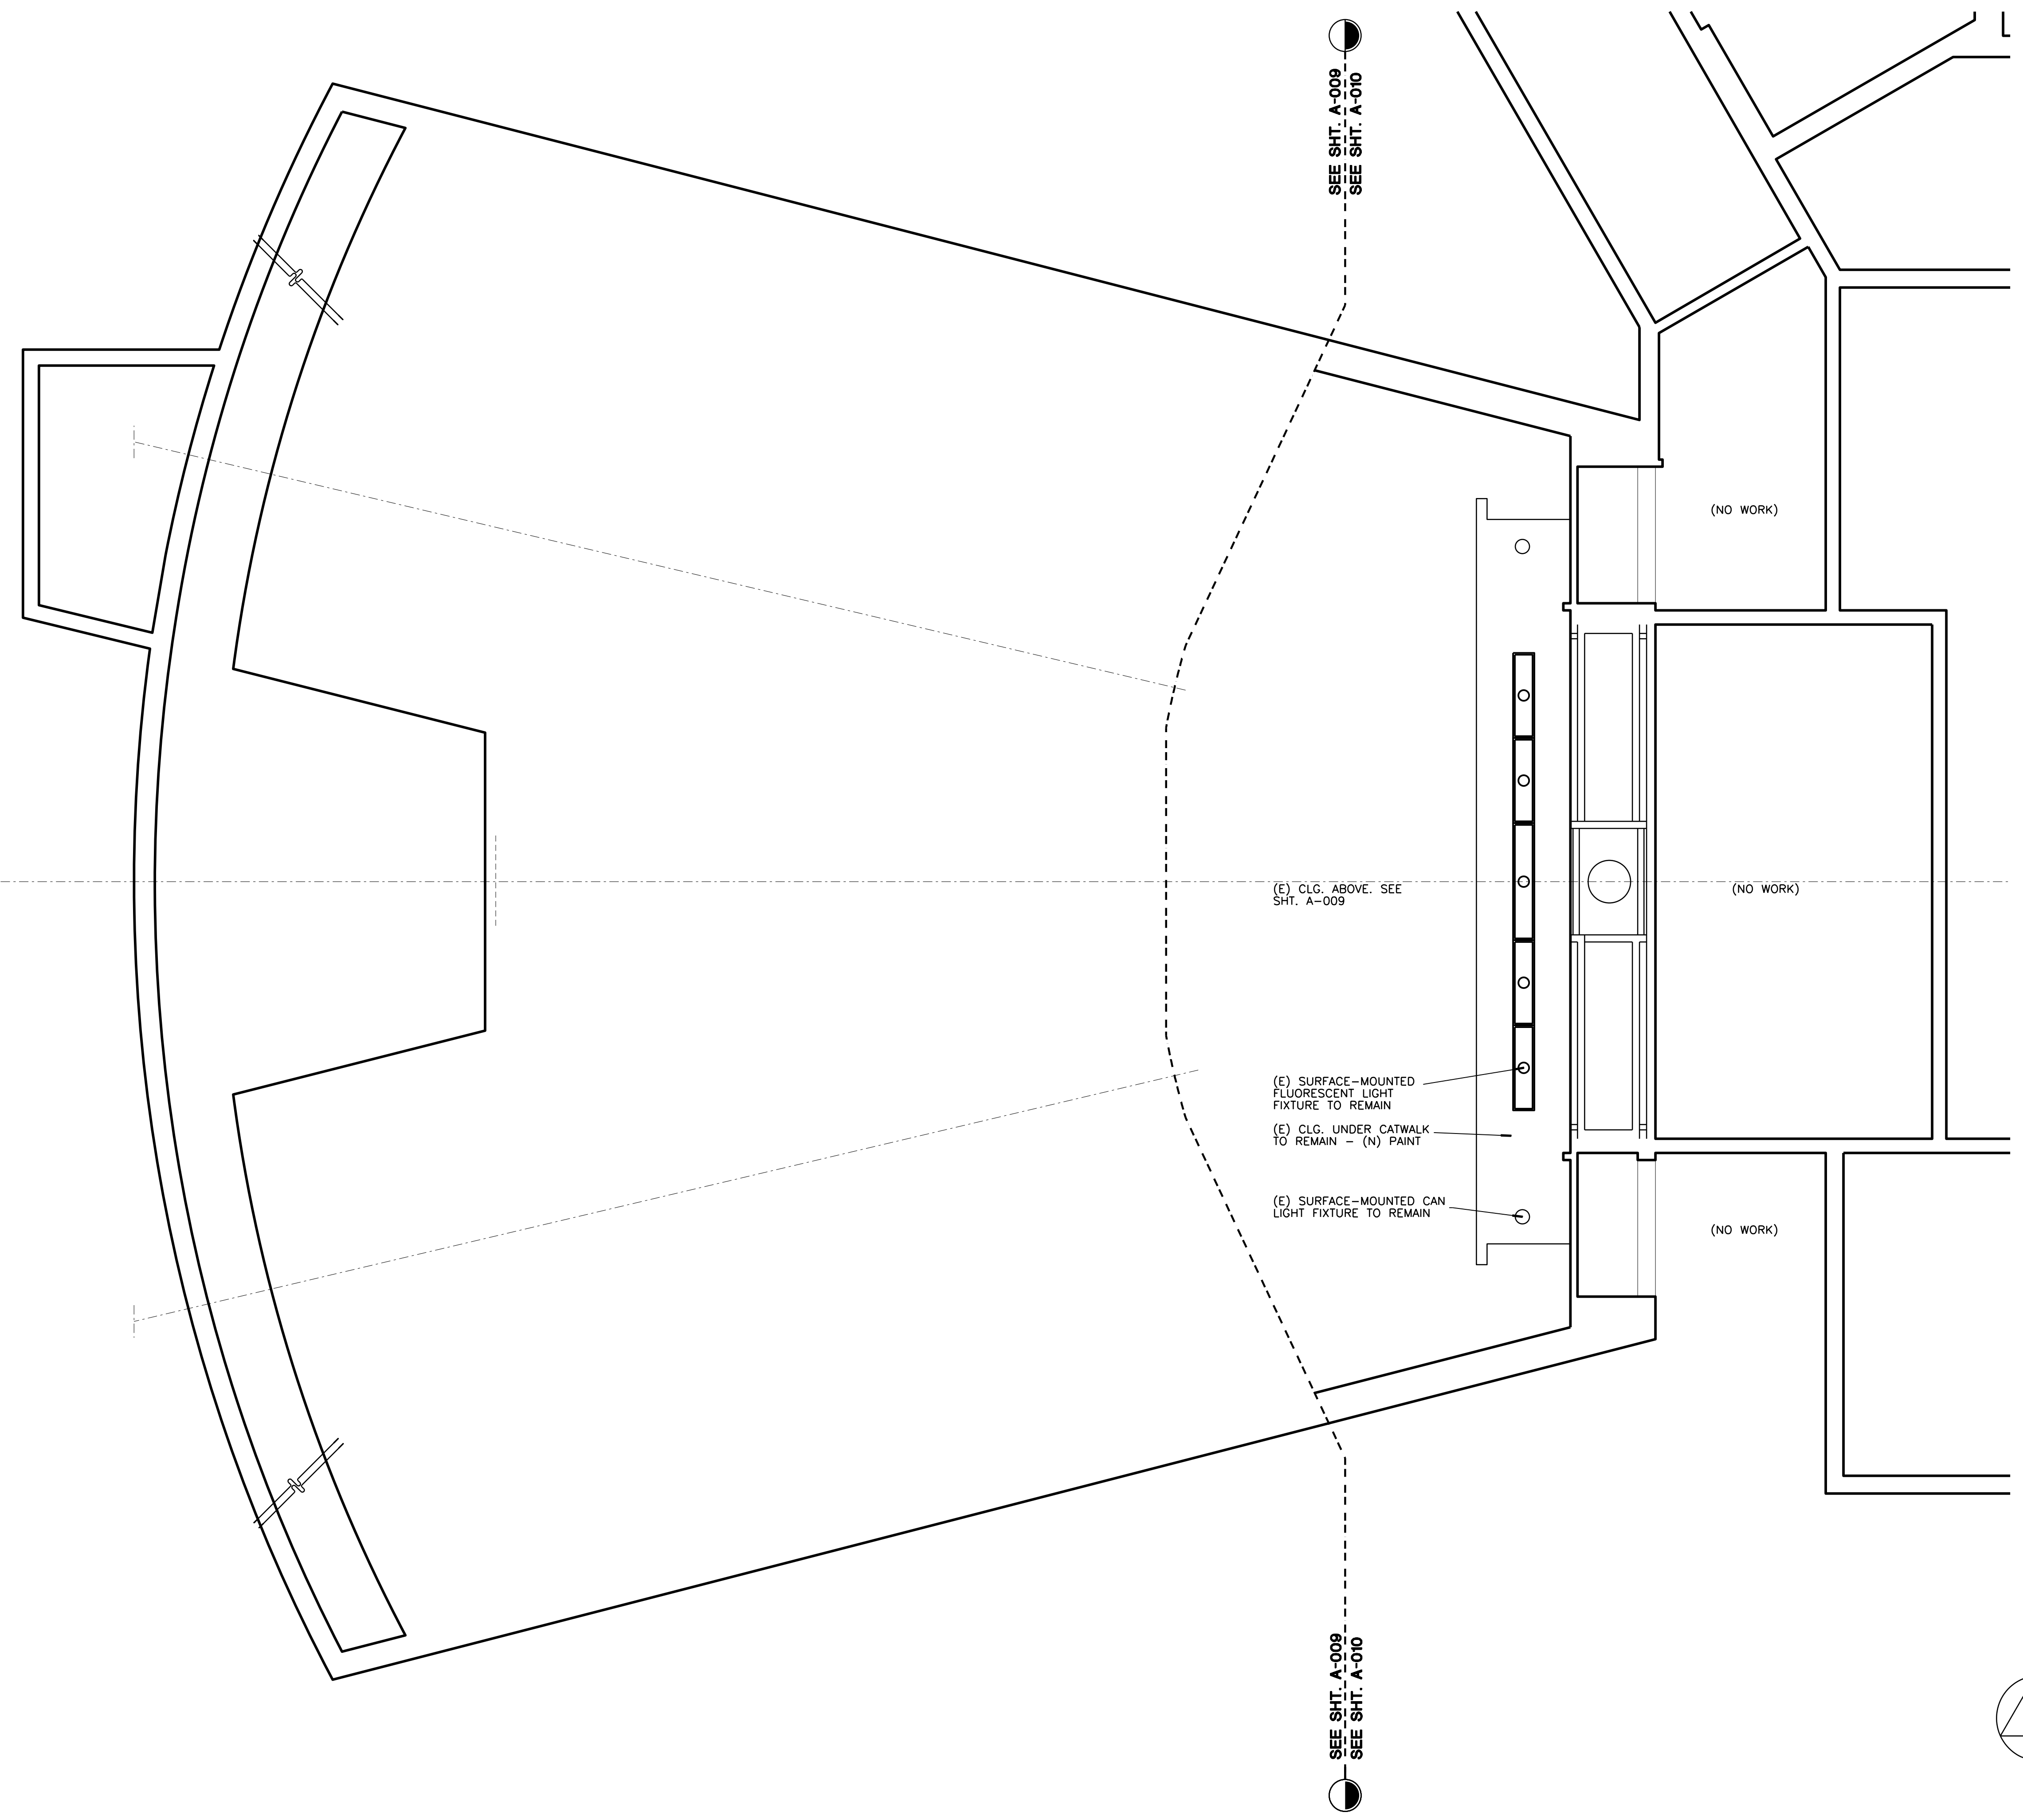 SEE SHT. A-009
SEE SHT. A-010
(NO WORK)
(E) CLG. ABOVE. SEE
SHT. A-009
(NO WORK)
(E) SURFACE-MOUNTED
FLUORESCENT LIGHT
FIXTURE TO REMAIN
(E) CLG. UNDER CATWALK
TO REMAIN - (N) PAINT
(E) SURFACE-MOUNTED CAN
LIGHT FIXTURE TO REMAIN
(NO WORK)
SEE SHT. A-009
SEE SHT. A-010